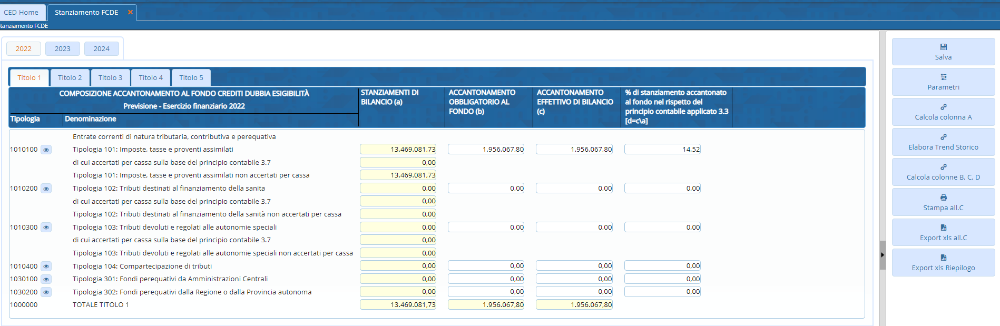 CED Home
Stanziamento FCDE ×
tanziamento FCDE
2022 2023 2024
Titolo 1 Titolo 2 Titolo 3 Titolo 4 Titolo 5
COMPOSIZIONE ACCANTONAMENTO AL FONDO CREDITI DUBBIA ESIGIBILITÀ
Previsione - Esercizio finanziario 2022
Tipologia Denominazione
STANZIAMENTI DI
BILANCIO (a)
ACCANTONAMENTO
OBBLIGATORIO AL
FONDO (b)
ACCANTONAMENTO
EFFETTIVO DI BILANCIO
(c)
% di stanziamento accantonato
al fondo nel rispetto del
principio contabile applicato 3.3
[d=c\a]
Entrate correnti di natura tributaria, contributiva e perequativa
1010100 Tipologia 101: Imposte, tasse e proventi assimilati 13.469.081,73 1.956.067,80 1.956.067,80 14,52
di cui accertati per cassa sulla base del principio contabile 3.7 0,00
Tipologia 101: Imposte, tasse e proventi assimilati non accertati per cassa 13.469.081,73
1010200 Tipologia 102: Tributi destinati al finanziamento della sanita 0,00 0,00 0,00 0,00
di cui accertati per cassa sulla base del principio contabile 3.7 0,00
Tipologia 102: Tributi destinati al finanziamento della sanità non accertati per cassa 0,00
1010300 Tipologia 103: Tributi devoluti e regolati alle autonomie speciali 0,00 0,00 0,00 0,00
di cui accertati per cassa sulla base del principio contabile 3.7 0,00
Tipologia 103: Tributi devoluti e regolati alle autonomie speciali non accertati per cassa 0,00
1010400 Tipologia 104: Compartecipazione di tributi 0,00 0,00 0,00 0,00
1030100 Tipologia 301: Fondi perequativi da Amministrazioni Centrali 0,00 0,00 0,00 0,00
1030200 Tipologia 302: Fondi perequativi dalla Regione o dalla Provincia autonoma 0,00 0,00 0,00 0,00
1000000 TOTALE TITOLO 1 13.469.081,73 1.956.067,80 1.956.067,80
Salva
Parametri
Calcola colonna A
Elabora Trend Storico
Calcola colonne B, C, D
Stampa all.C
Export xls all.C
Export xls Riepilogo